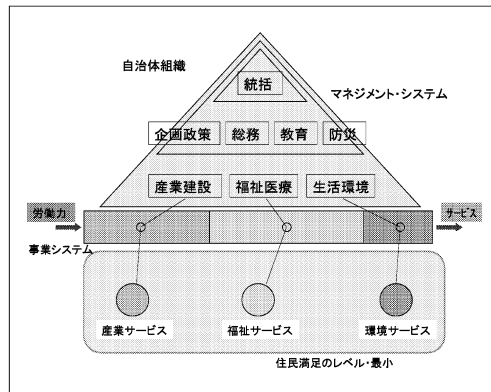 自治体組織
統括
マネジメント・システム
企画政策 総務 教育 防災
産業建設 福祉医療 生活環境
労働力 サービス
事業システム
産業サービス 福祉サービス 環境サービス
住民満足のレベル・最小